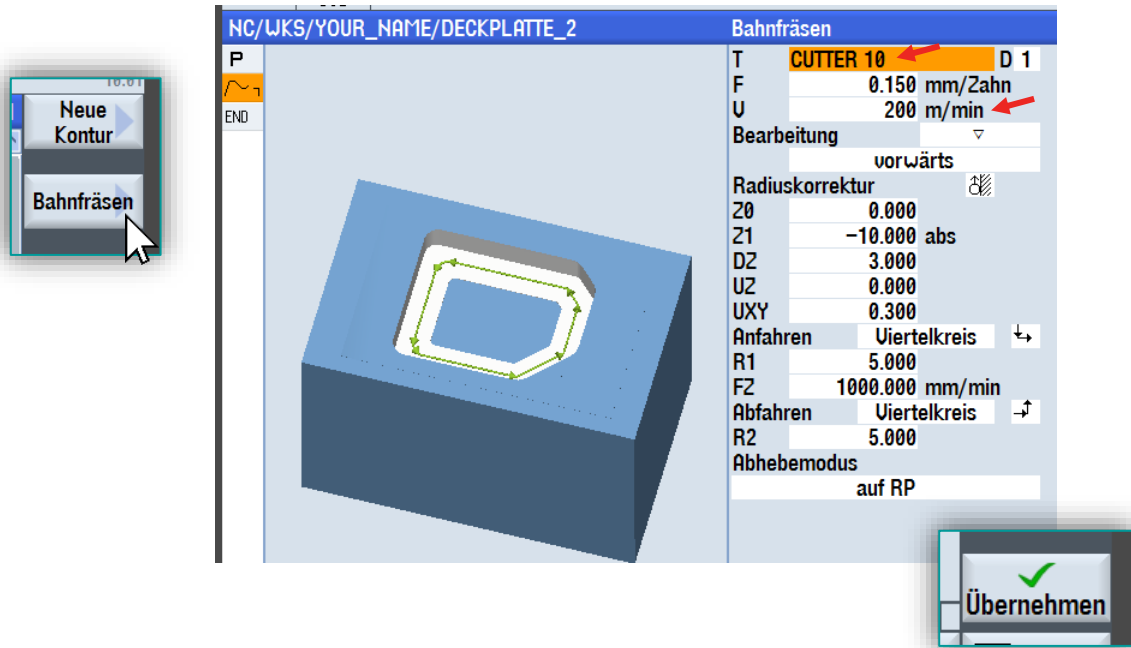 NC/WKS/YOUR_NAME/DECKPLATTE_2
Bahnfräsen
P
END
T CUTTER 10 D 1
F 0.150 mm/Zahn
V 200 m/min
Bearbeitung ▽
vorwärts
Radiuskorrektur
Z0 0.000
Z1 -10.000 abs
DZ 3.000
UZ 0.000
UXY 0.300
Anfahren Viertelkreis
R1 5.000
FZ 1000.000 mm/min
Abfahren Viertelkreis
R2 5.000
Abhebemodus
auf RP
Neue
Kontur
Bahnfräsen
Übernehmen